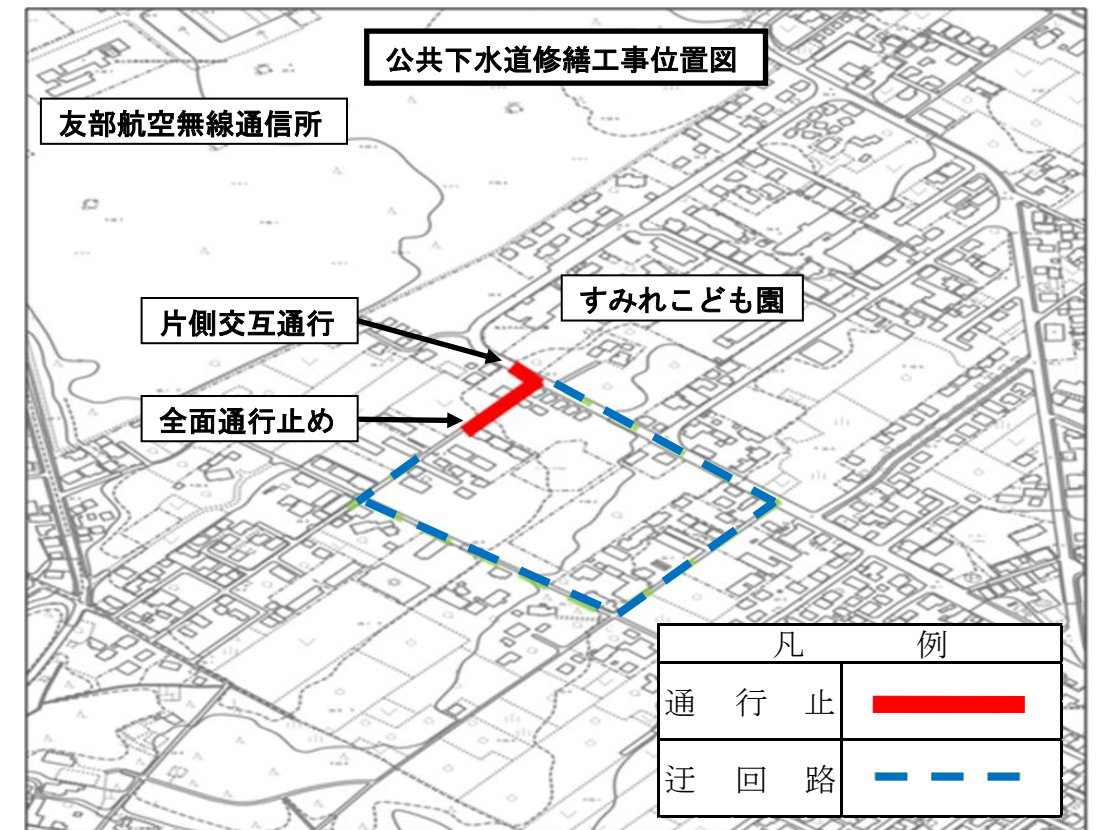 公共下水道修繕工事位置図
友部航空無線通信所
すみれこども園
片側交互通行
全面通行止め
凡 例
通 行 止
迂 回 路